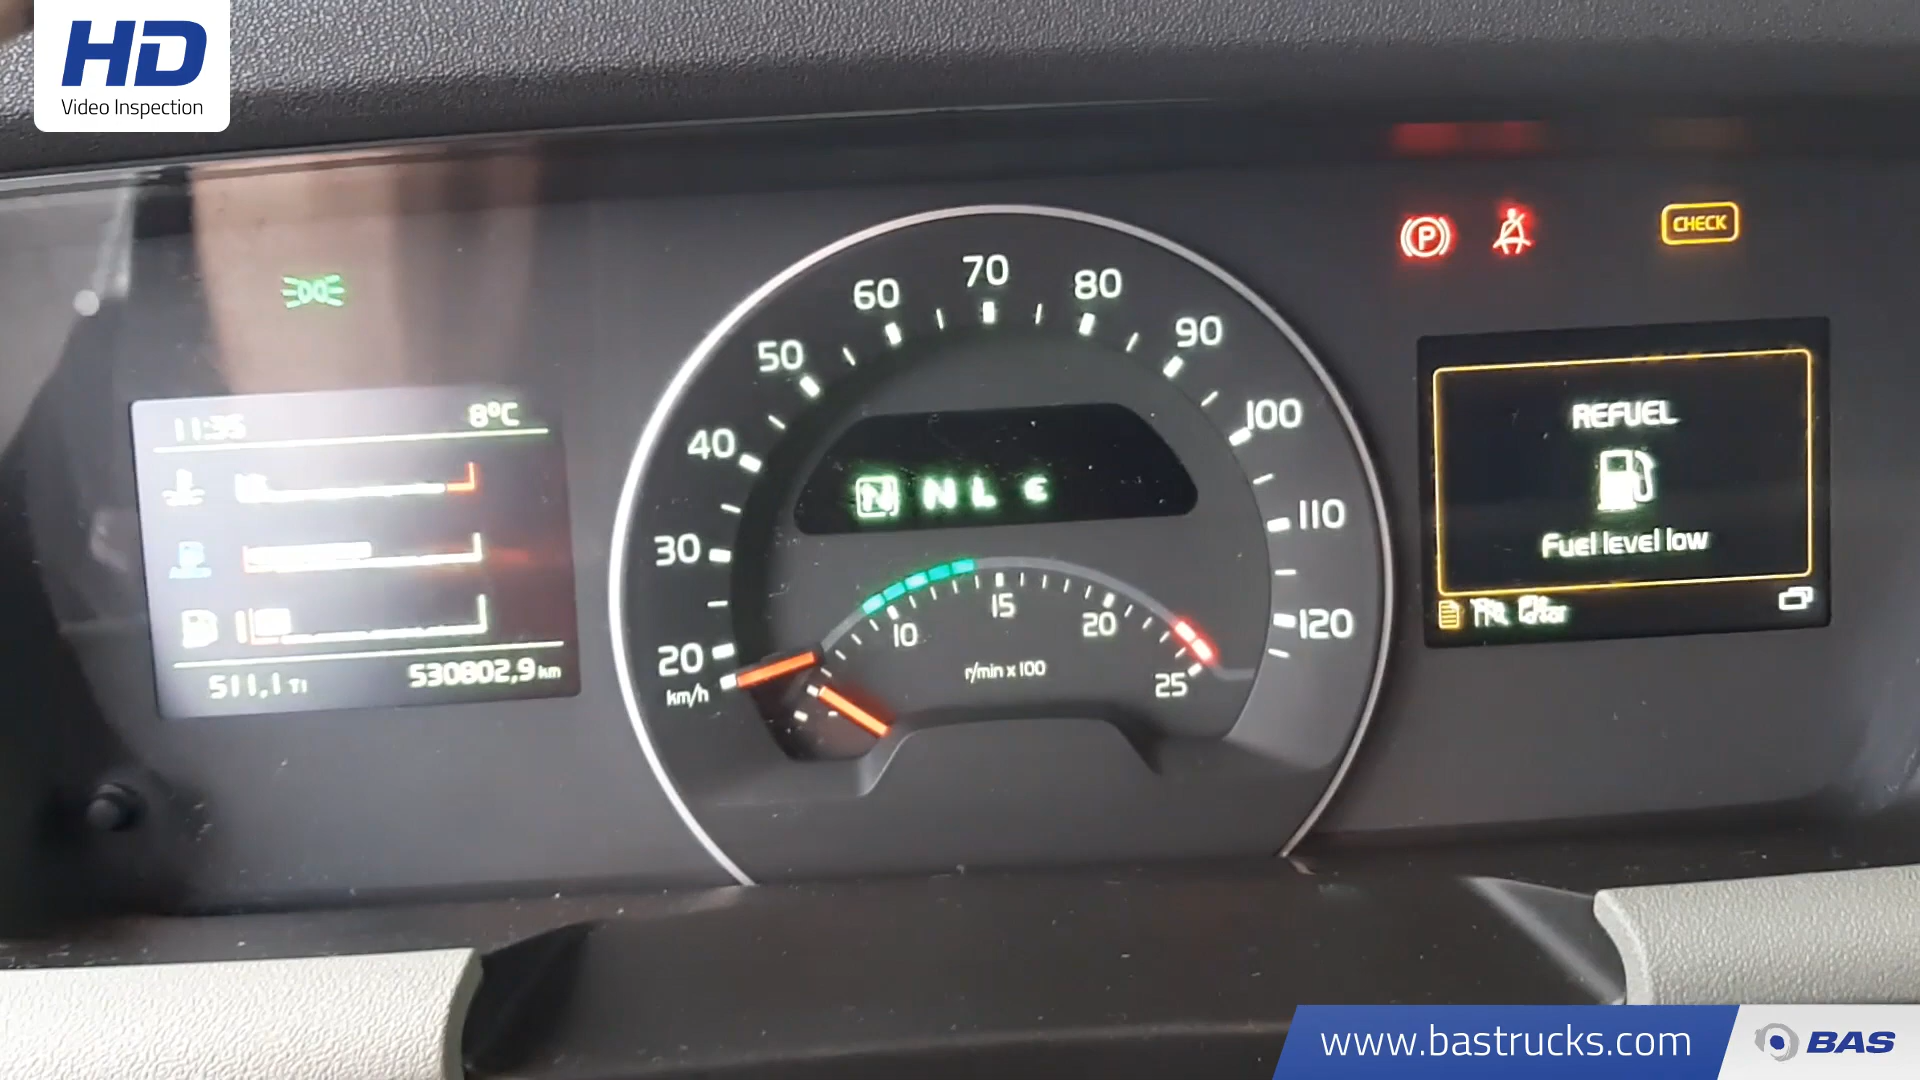 HD
Video Inspection
CHECK
70
60
80
50
90
11:35
8°C
40
100
REFUEL
N N L E
110
30
Fuel level low
15
10
20
120
20
km/h
r/min x 100
25
511,1 T1
530802,9 km
www.bastrucks.com
BAS